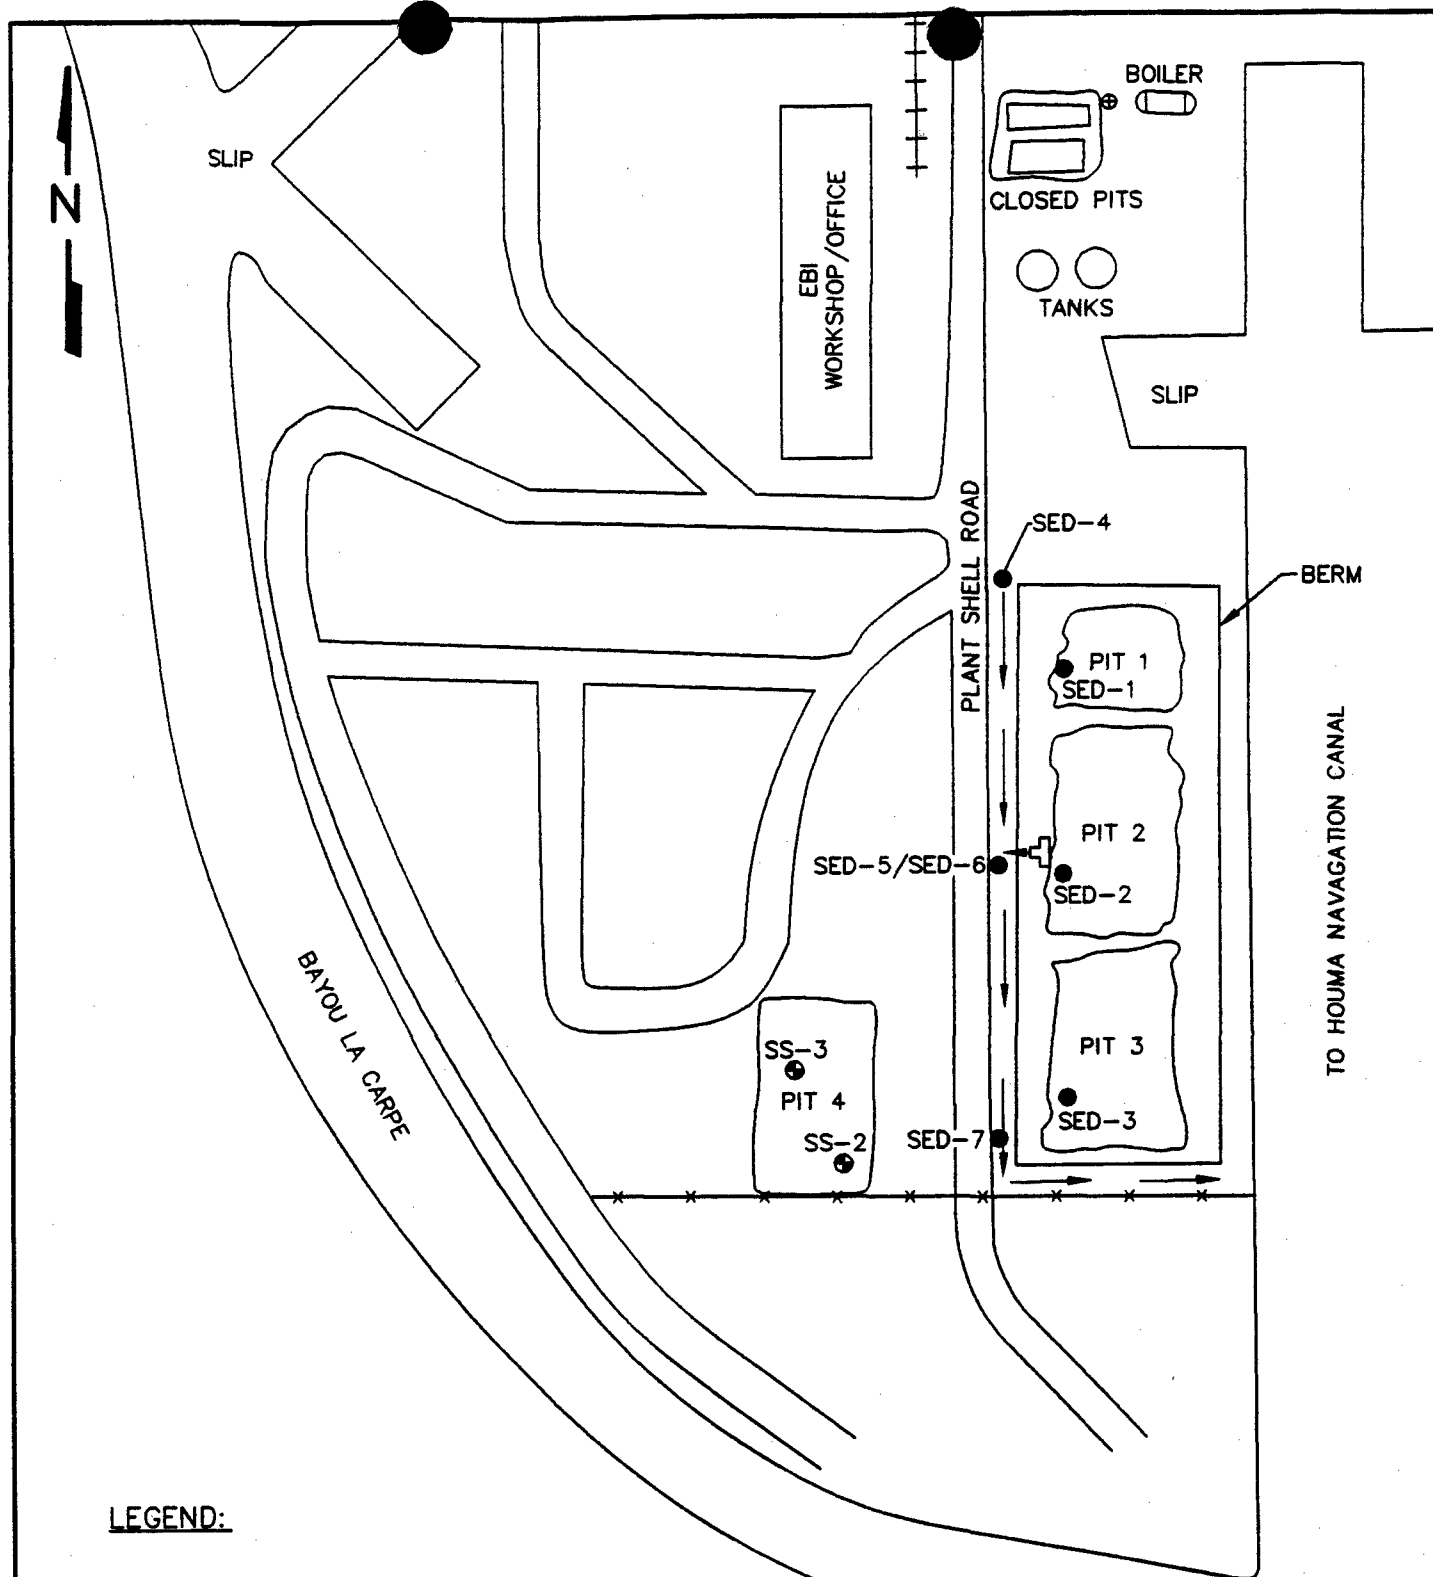 BOILER
SLIP
N
CLOSED PITS
EBI
WORKSHOP/OFFICE
TANKS
SLIP
PLANT SHELL ROAD
SED-4
BERM
PIT 1
SED-1
TO HOUMA NAVAGATION CANAL
PIT 2
SED-5/SED-6
SED-2
BAYOU LA CARPE
SS-3
PIT 3
PIT 4
SED-3
SS-2
SED-7
LEGEND: